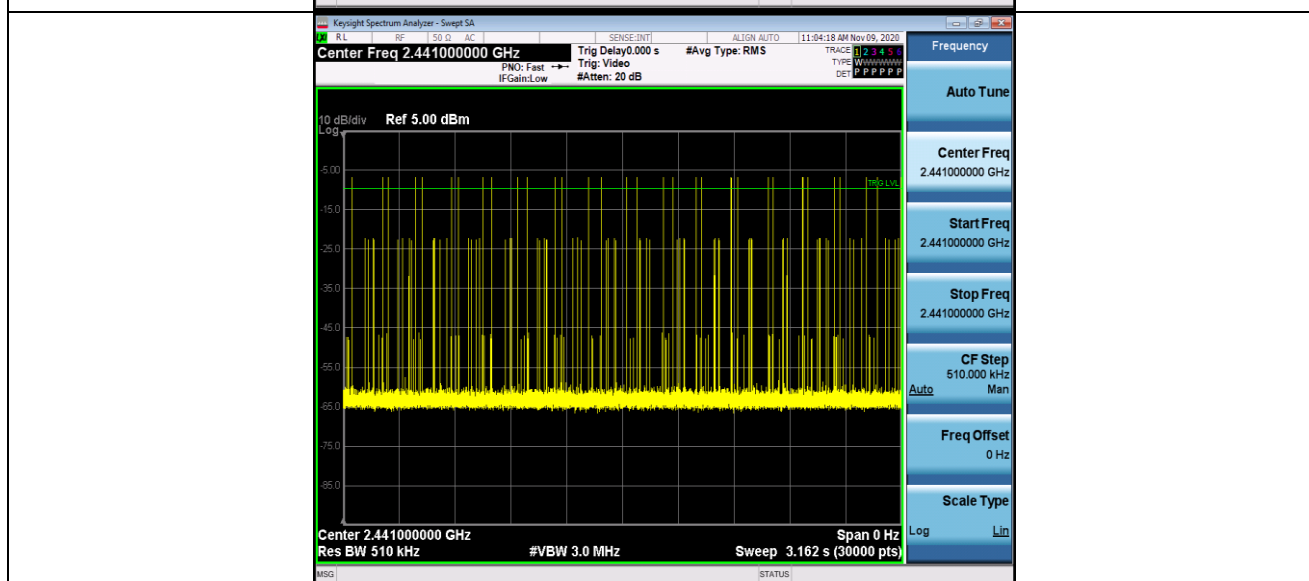 Keysight Spectrum Analyzer - Swept SA
RL RF 50 Ω AC SENSE:INT ALIGN AUTO 11:04:18 AM Nov 09, 2020
Center Freq 2.441000000 GHz
PNO: Fast
IFGain:Low
Trig Delay0.000 s
Trig: Video
#Atten: 20 dB
#Avg Type: RMS
TRACE 1 2 3 4 5 6
TYPE WWWWWW
DET P P P P P P
10 dB/div Ref 5.00 dBm
Log
-5.00
-15.0
-25.0
-35.0
-45.0
-55.0
-65.0
-75.0
-85.0
TRIG LVL
Center 2.441000000 GHz Span 0 Hz
Res BW 510 kHz #VBW 3.0 MHz Sweep 3.162 s (30000 pts)
MSG STATUS
Frequency
Auto Tune
Center Freq
2.441000000 GHz
Start Freq
2.441000000 GHz
Stop Freq
2.441000000 GHz
CF Step
510.000 kHz
Auto Man
Freq Offset
0 Hz
Scale Type
Log Lin